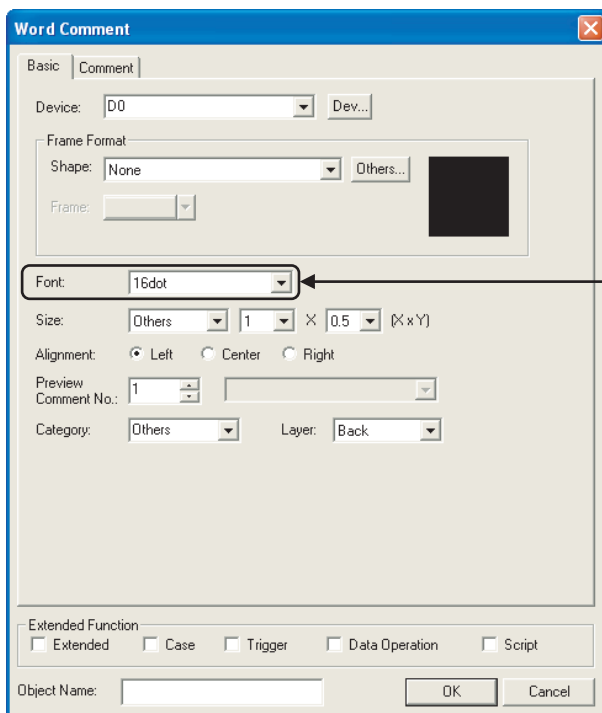 Word Comment
Basic Comment
Device: D0 Dev...
Frame Format
Shape: None Others...
Frame:
Font: 16dot
Size: Others 1 X 0.5 (X x Y)
Alignment: Left Center Right
Preview
Comment No.: 1
Category: Others Layer: Back
Extended Function
Extended Case Trigger Data Operation Script
Object Name: OK Cancel